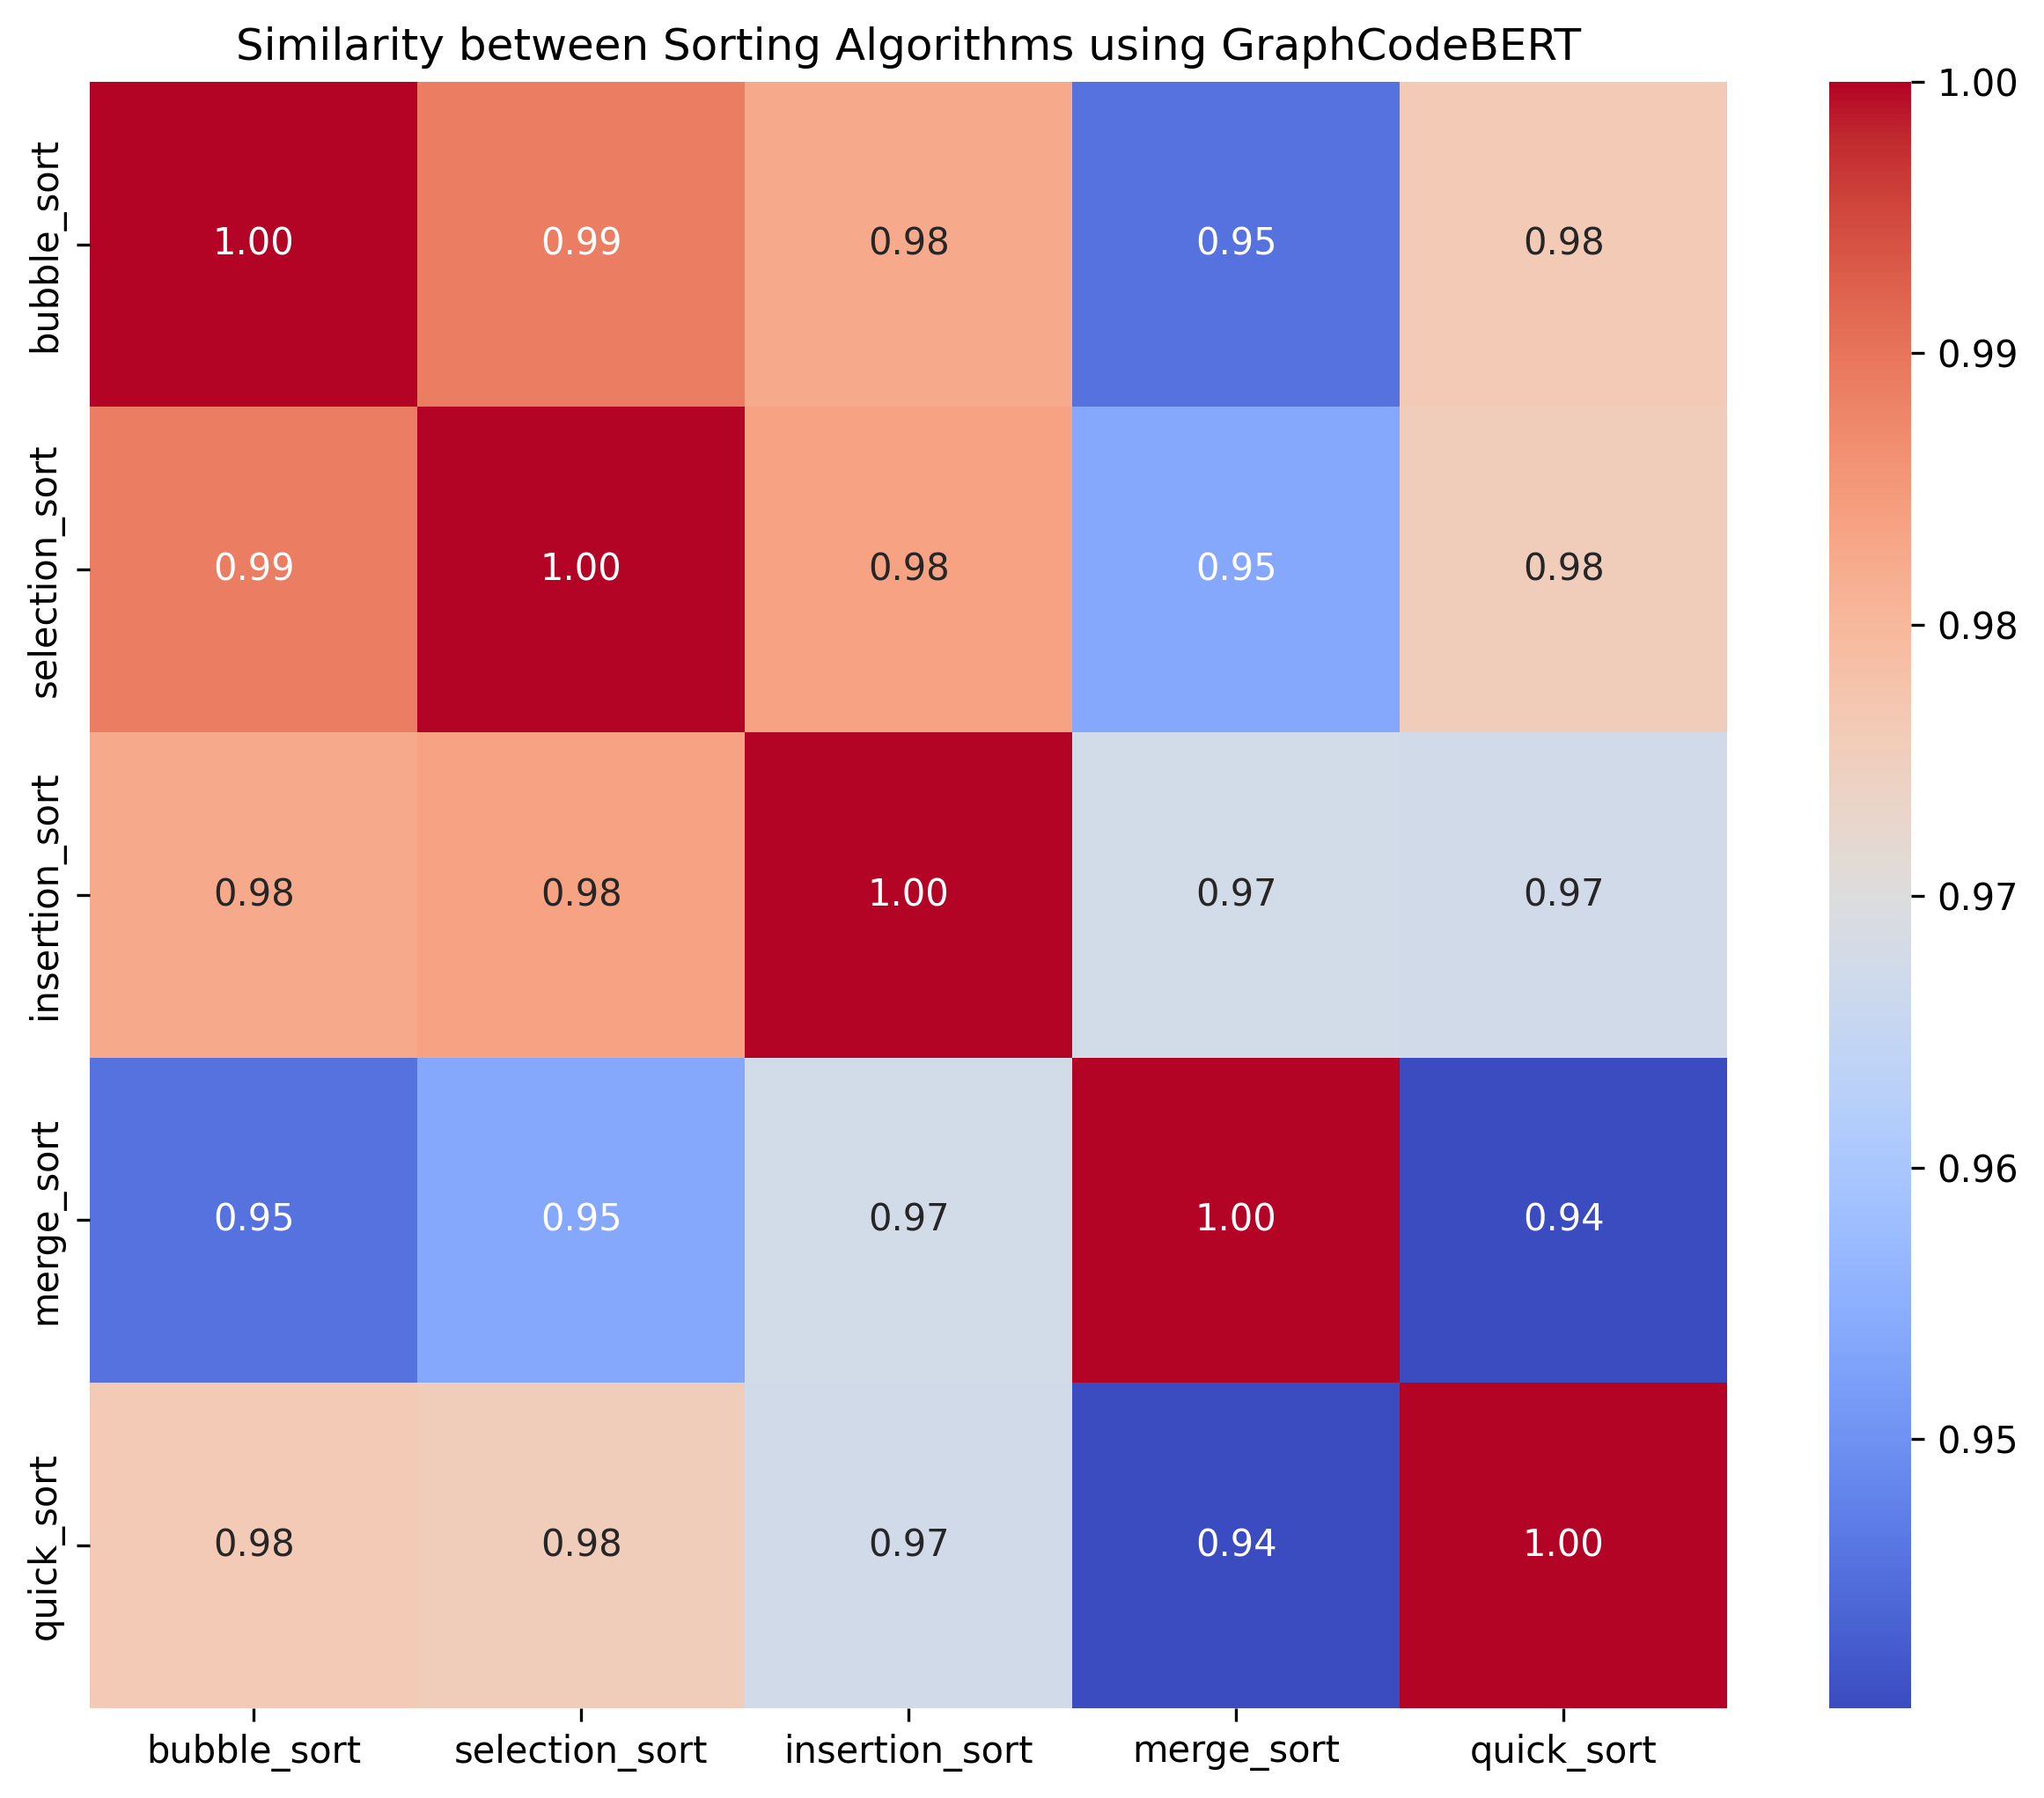 Similarity between Sorting Algorithms using GraphCodeBERT
bubble_sort
1.00 0.99 0.98 0.95 0.98
selection_sort
0.99 1.00 0.98 0.95 0.98
insertion_sort
0.98 0.98 1.00 0.97 0.97
merge_sort
0.95 0.95 0.97 1.00 0.94
quick_sort
0.98 0.98 0.97 0.94 1.00
bubble_sort selection_sort insertion_sort merge_sort quick_sort
1.00
0.99
0.98
0.97
0.96
0.95